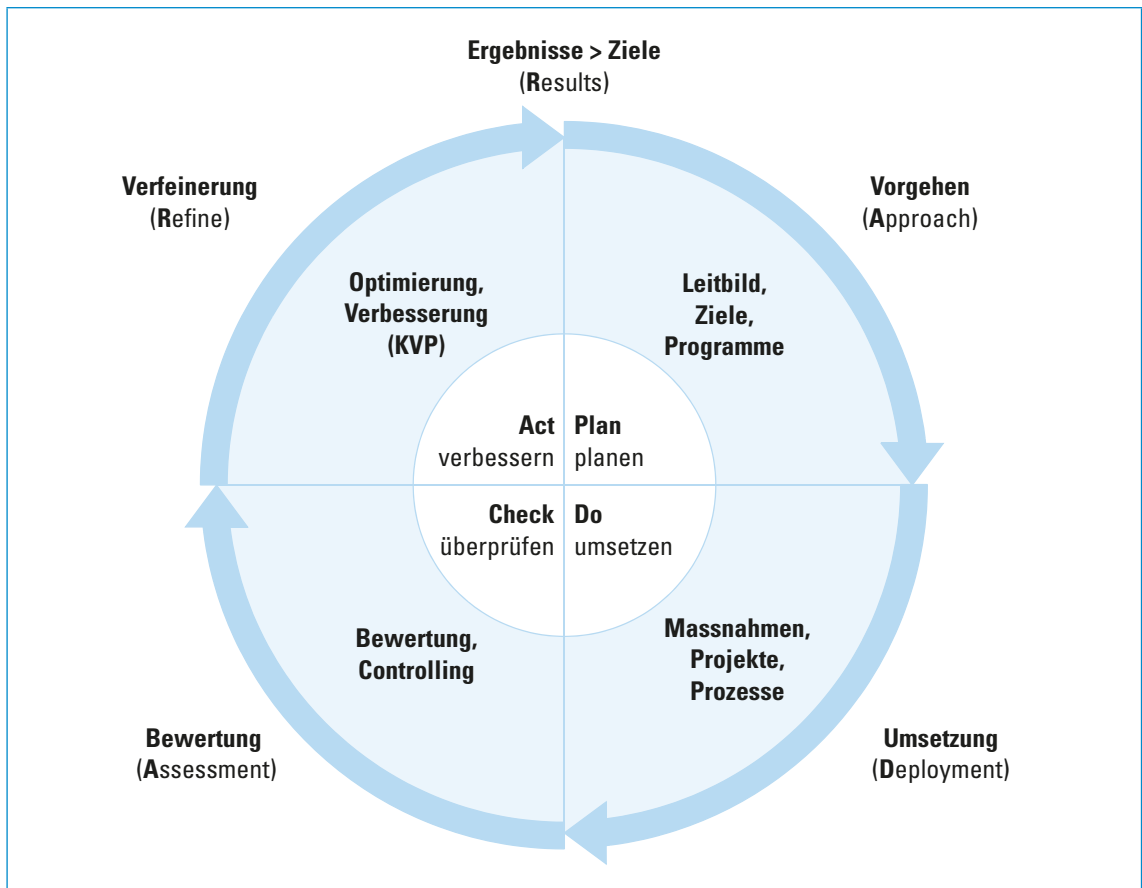 Ergebnisse > Ziele
(Results)
Verfeinerung
(Refine)
Vorgehen
(Approach)
Optimierung,
Verbesserung
(KVP)
Leitbild,
Ziele,
Programme
Act
verbessern
Plan
planen
Check
überprüfen
Do
umsetzen
Bewertung,
Controlling
Massnahmen,
Projekte,
Prozesse
Bewertung
(Assessment)
Umsetzung
(Deployment)